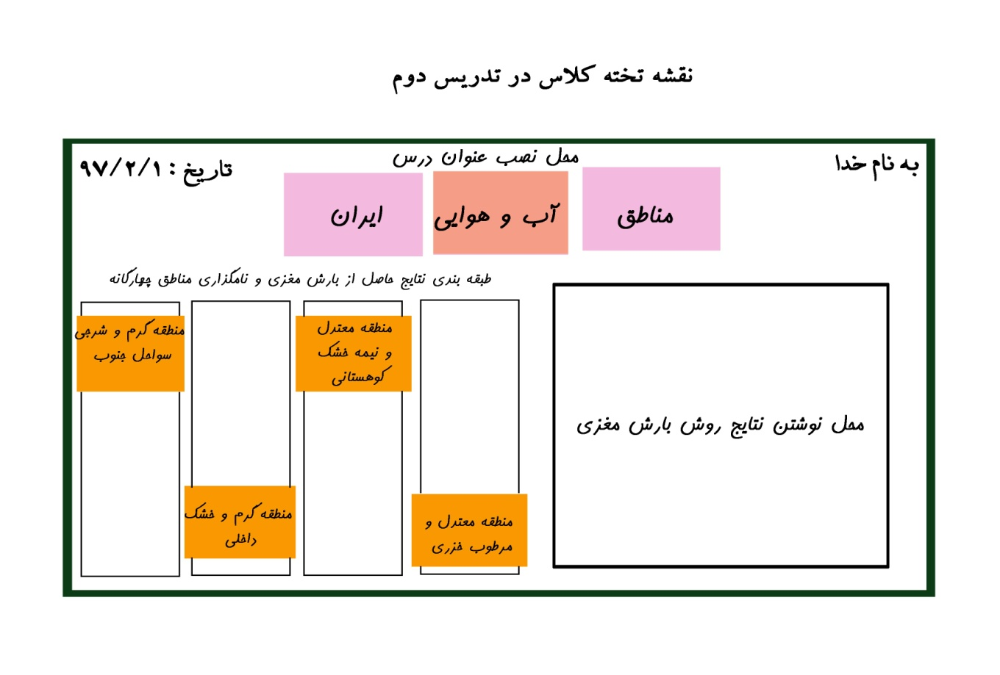 نقشه تخته کلاس در تدریس دوم
به نام خدا
محل نصب عنوان درس
تاریخ : ۹۷/۲/۱
مناطق
آب و هوایی
ایران
طبقه بندی نتایج حاصل از بارش مغزی و نامگزاری مناطق چهارگانه
محل نوشتن نتایج روش بارش مغزی
منطقه معتدل و
مرطوب خزری
منطقه معتدل
و نیمه خشک
کوهستانی
منطقه گرم و خشک
داخلی
منطقه گرم و شرجی
سواحل جنوب